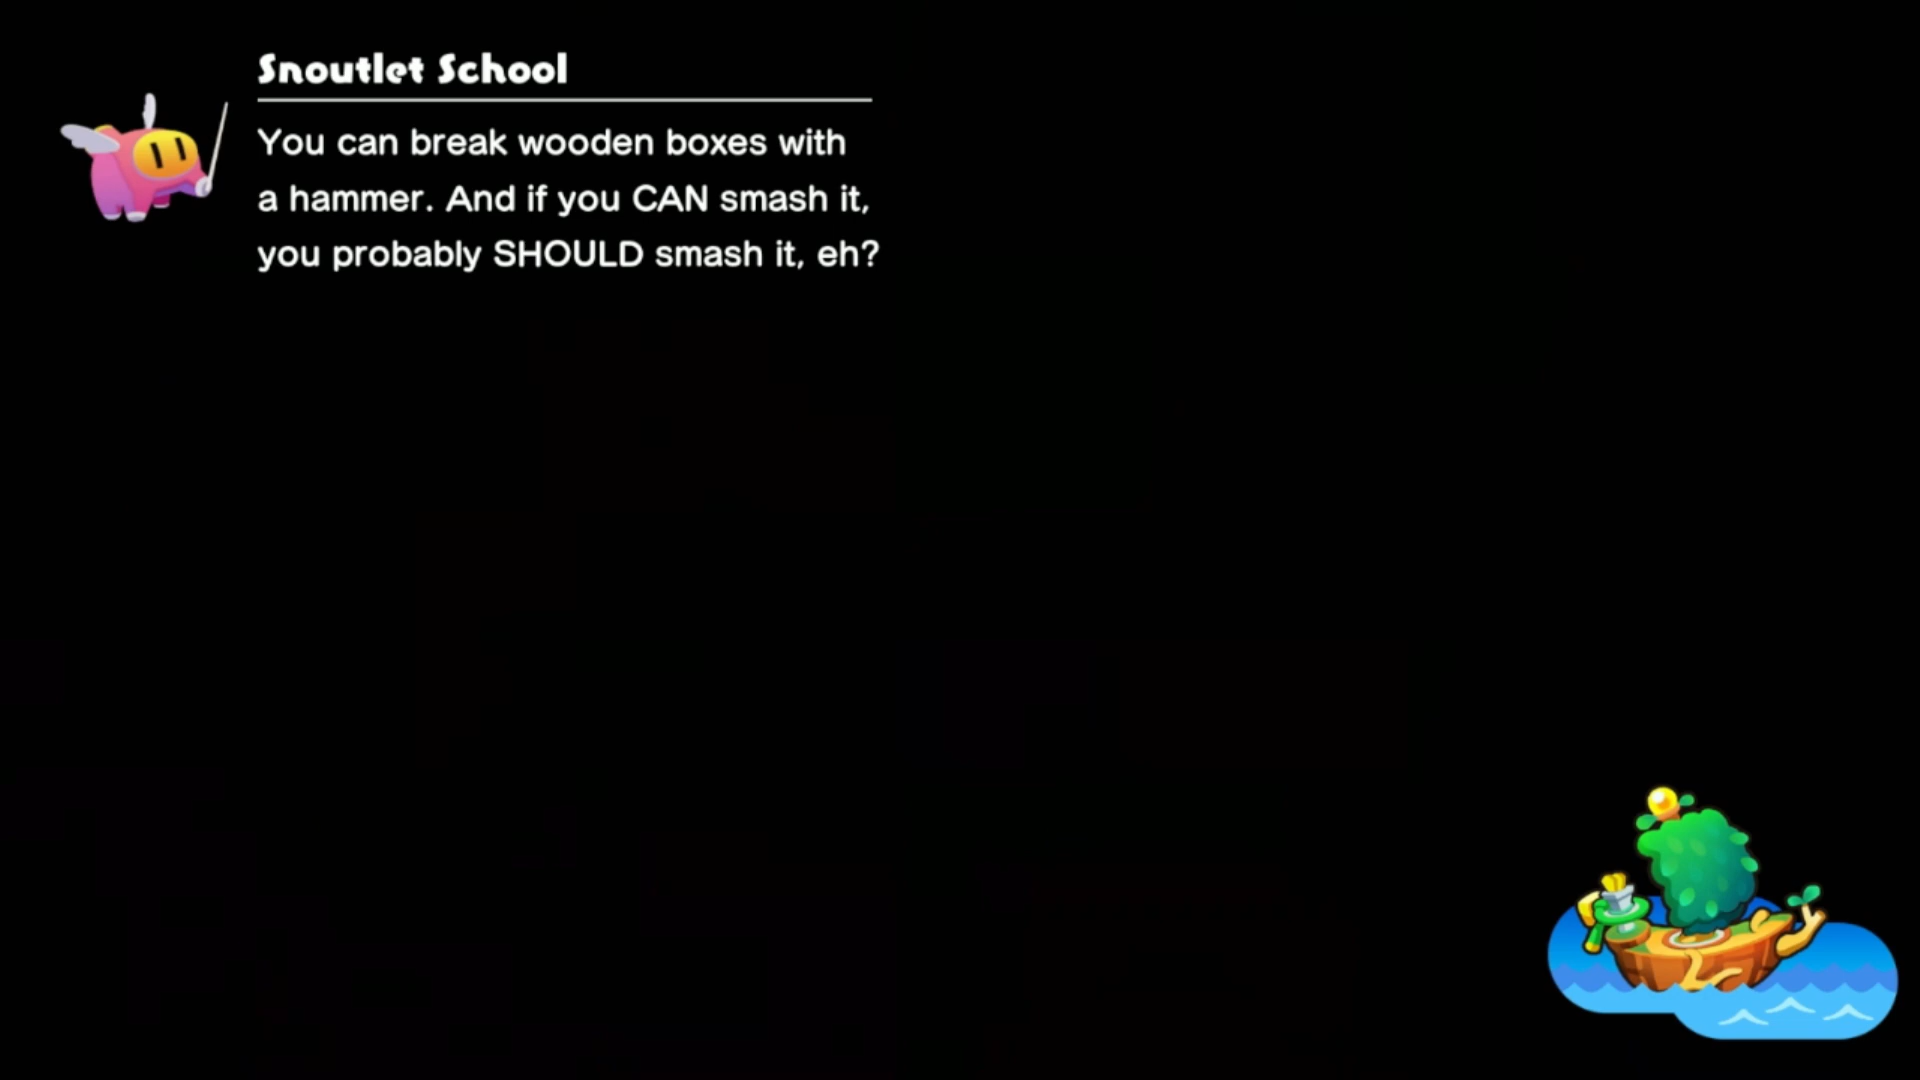 Snoutlet School
You can break wooden boxes with
a hammer. And if you CAN smash it,
you probably SHOULD smash it, eh?